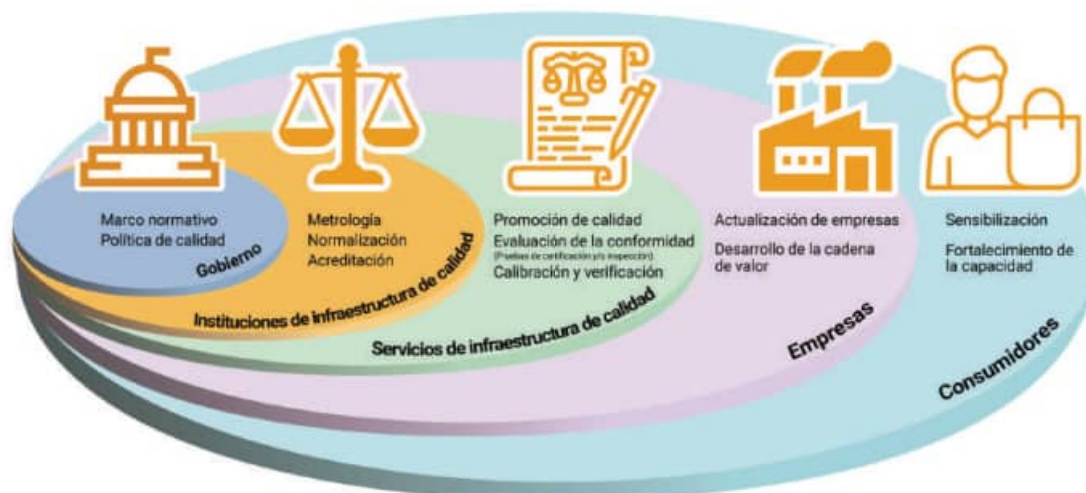 Marco normativo
Política de calidad
Gobierno
Metrología
Normalización
Acreditación
Instituciones de infraestructura de calidad
Promoción de calidad
Evaluación de la conformidad
(Pruebas de certificación y/o inspección)
Calibración y verificación
Servicios de infraestructura de calidad
Actualización de empresas
Desarrollo de la cadena
de valor
Empresas
Sensibilización
Fortalecimiento de
la capacidad
Consumidores